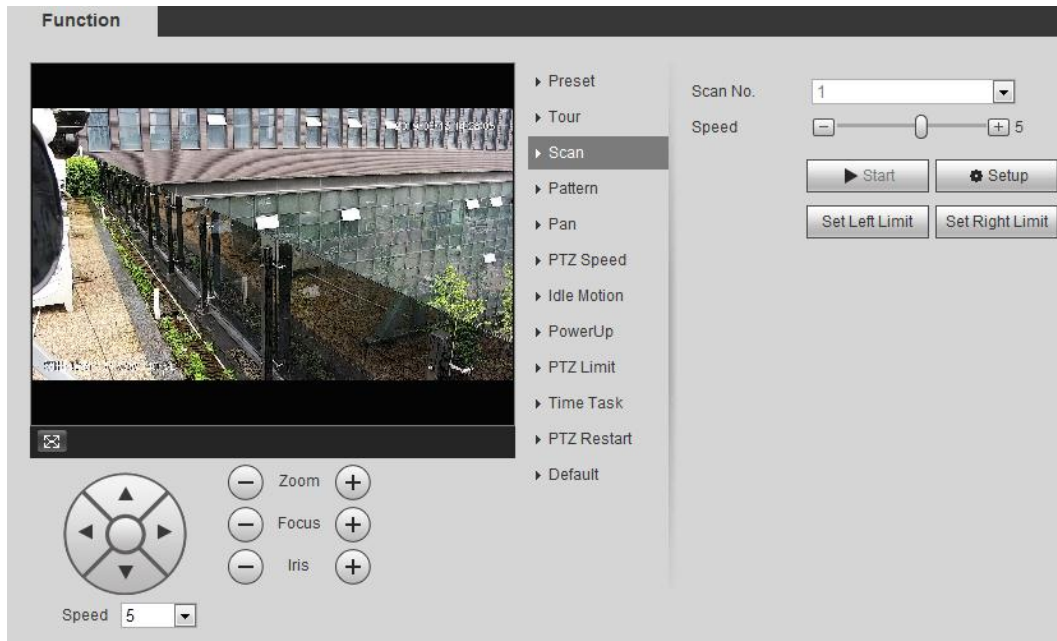 Function
Preset
Tour
Scan
Pattern
Pan
PTZ Speed
Idle Motion
PowerUp
PTZ Limit
Time Task
PTZ Restart
Default
Scan No. 1
Speed 5
Start Setup
Set Left Limit Set Right Limit
Zoom
Focus
Iris
Speed 5